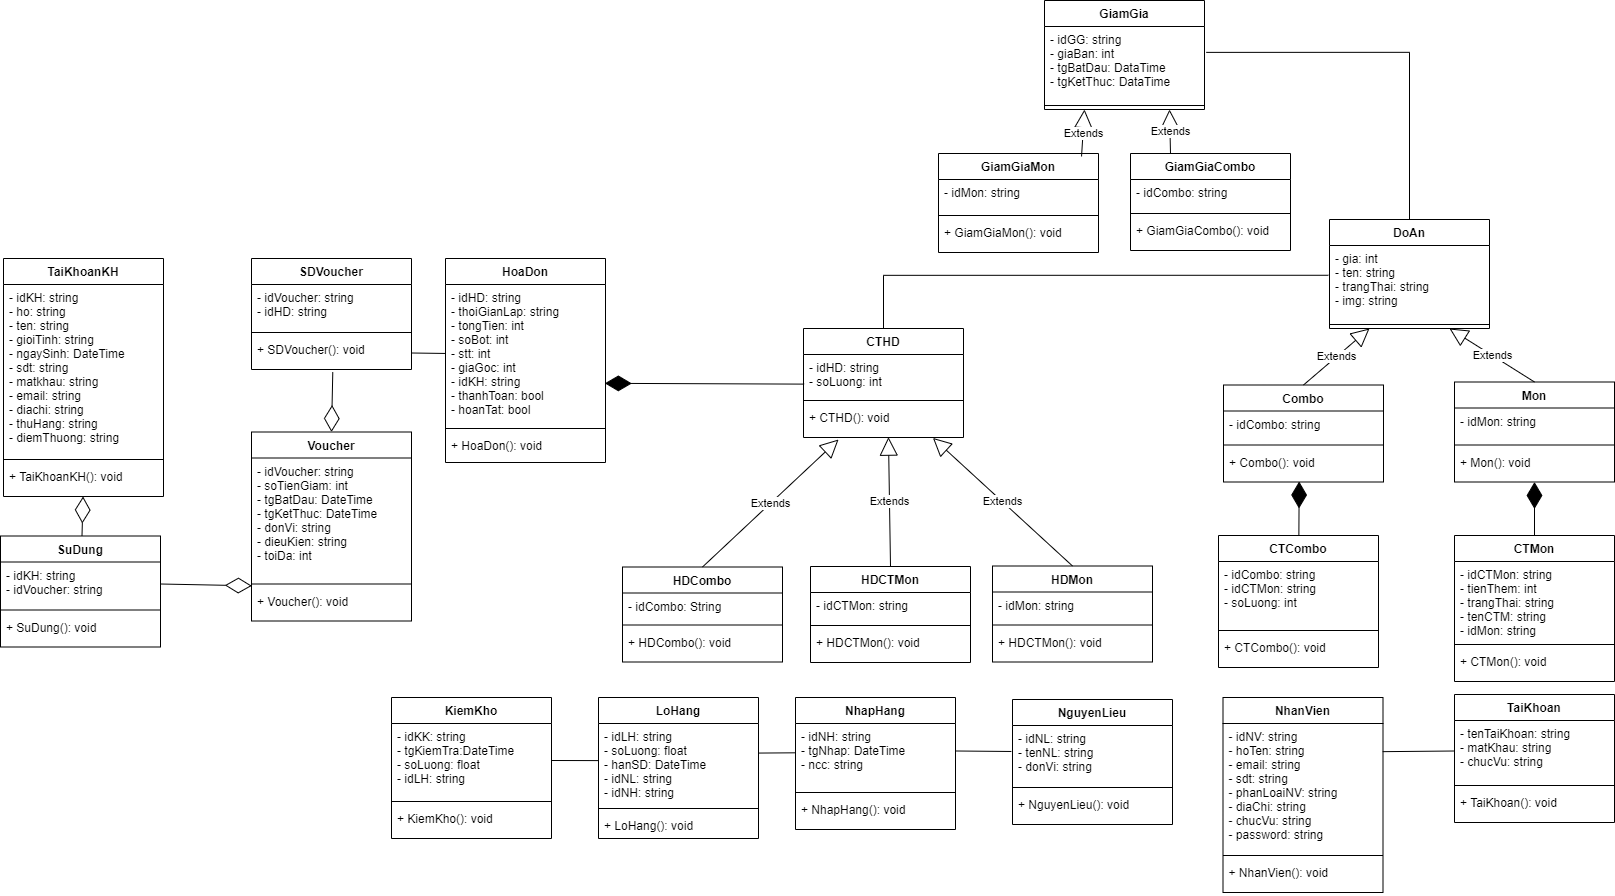 GiamGia
- idGG: string
- giaBan: int
- tgBatDau: DataTime
- tgKetThuc: DataTime
Extends
Extends
GiamGiaMon
- idMon: string
+ GiamGiaMon(): void
GiamGiaCombo
- idCombo: string
+ GiamGiaCombo(): void
DoAn
- gia: int
- ten: string
- trangThai: string
- img: string
TaiKhoanKH
- idKH: string
- ho: string
- ten: string
- gioiTinh: string
- ngaySinh: DateTime
- sdt: string
- matkhau: string
- email: string
- diachi: string
- thuHang: string
- diemThuong: string
+ TaiKhoanKH(): void
SDVoucher
- idVoucher: string
- idHD: string
+ SDVoucher(): void
HoaDon
- idHD: string
- thoiGianLap: string
- tongTien: int
- soBot: int
- stt: int
- giaGoc: int
- idKH: string
- thanhToan: bool
- hoanTat: bool
+ HoaDon(): void
CTHD
- idHD: string
- soLuong: int
+ CTHD(): void
Extends
Extends
Combo
- idCombo: string
+ Combo(): void
Mon
- idMon: string
+ Mon(): void
Voucher
- idVoucher: string
- soTienGiam: int
- tgBatDau: DateTime
- tgKetThuc: DateTime
- donVi: string
- dieuKien: string
- toiDa: int
+ Voucher(): void
Extends
Extends
Extends
SuDung
- idKH: string
- idVoucher: string
+ SuDung(): void
HDCombo
- idCombo: String
+ HDCombo(): void
HDCTMon
- idCTMon: string
+ HDCTMon(): void
HDMon
- idMon: string
+ HDCTMon(): void
CTCombo
- idCombo: string
- idCTMon: string
- soLuong: int
+ CTCombo(): void
CTMon
- idCTMon: string
- tienThem: int
- trangThai: string
- tenCTM: string
- idMon: string
+ CTMon(): void
KiemKho
- idKK: string
- tgKiemTra:DateTime
- soLuong: float
- idLH: string
+ KiemKho(): void
LoHang
- idLH: string
- soLuong: float
- hanSD: DateTime
- idNL: string
- idNH: string
+ LoHang(): void
NhapHang
- idNH: string
- tgNhap: DateTime
- ncc: string
+ NhapHang(): void
NguyenLieu
- idNL: string
- tenNL: string
- donVi: string
+ NguyenLieu(): void
NhanVien
- idNV: string
- hoTen: string
- email: string
- sdt: string
- phanLoaiNV: string
- diaChi: string
- chucVu: string
- password: string
+ NhanVien(): void
TaiKhoan
- tenTaiKhoan: string
- matKhau: string
- chucVu: string
+ TaiKhoan(): void